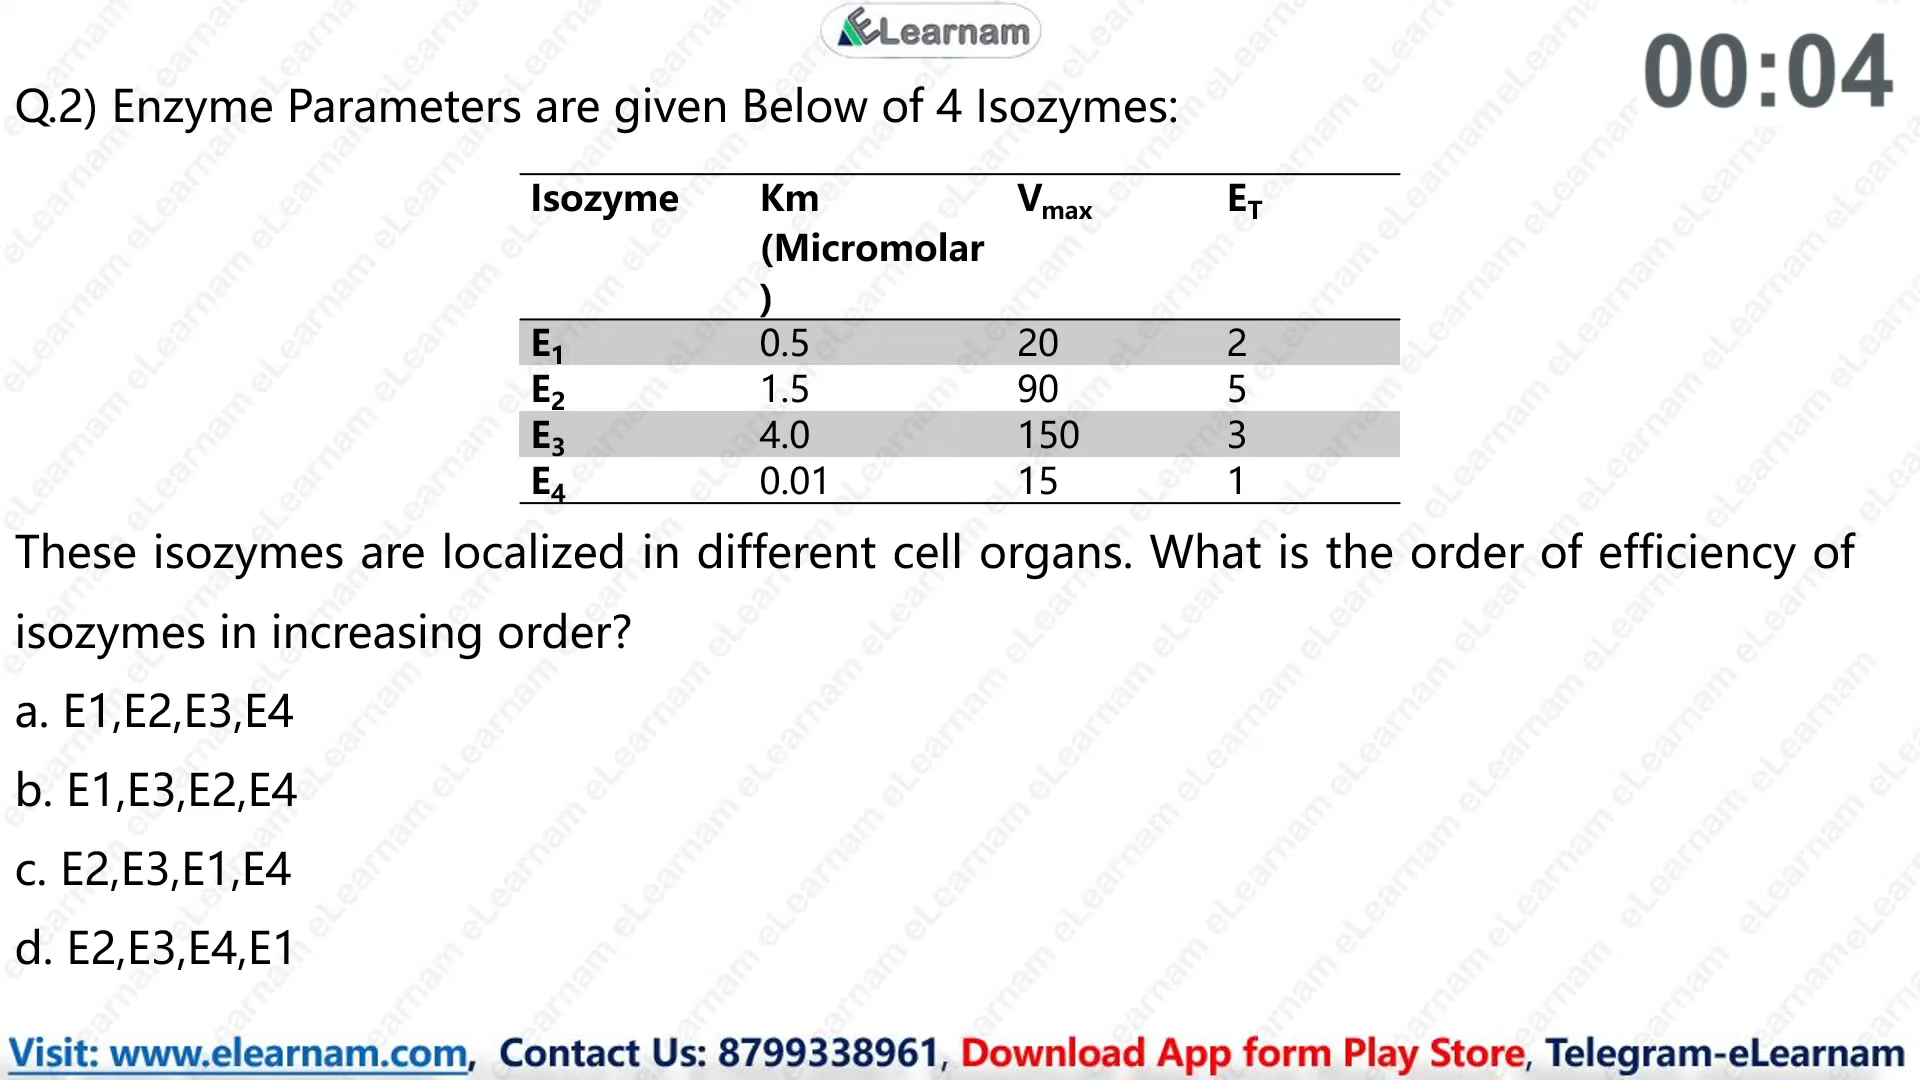 ELearnam
00:04
Q.2) Enzyme Parameters are given Below of 4 Isozymes:
Isozyme Km (Micromolar) Vmax ET
E1 0.5 20 2
E2 1.5 90 5
E3 4.0 150 3
E4 0.01 15 1
These isozymes are localized in different cell organs. What is the order of efficiency of
isozymes in increasing order?
a. E1,E2,E3,E4
b. E1,E3,E2,E4
c. E2,E3,E1,E4
d. E2,E3,E4,E1
Visit: www.elearnam.com, Contact Us: 8799338961, Download App form Play Store, Telegram-eLearnam